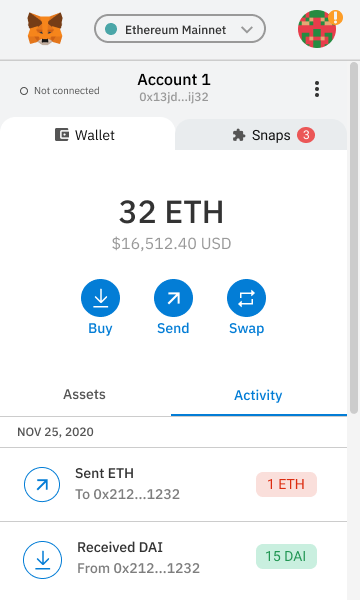 Ethereum Mainnet
!
Account 1
Not connected
0x13jd...ij32
Wallet
Snaps 3
32 ETH
$16,512.40 USD
Buy Send Swap
Assets Activity
NOV 25, 2020
Sent ETH
1 ETH
To 0x212...1232
Received DAI
15 DAI
From 0x212...1232